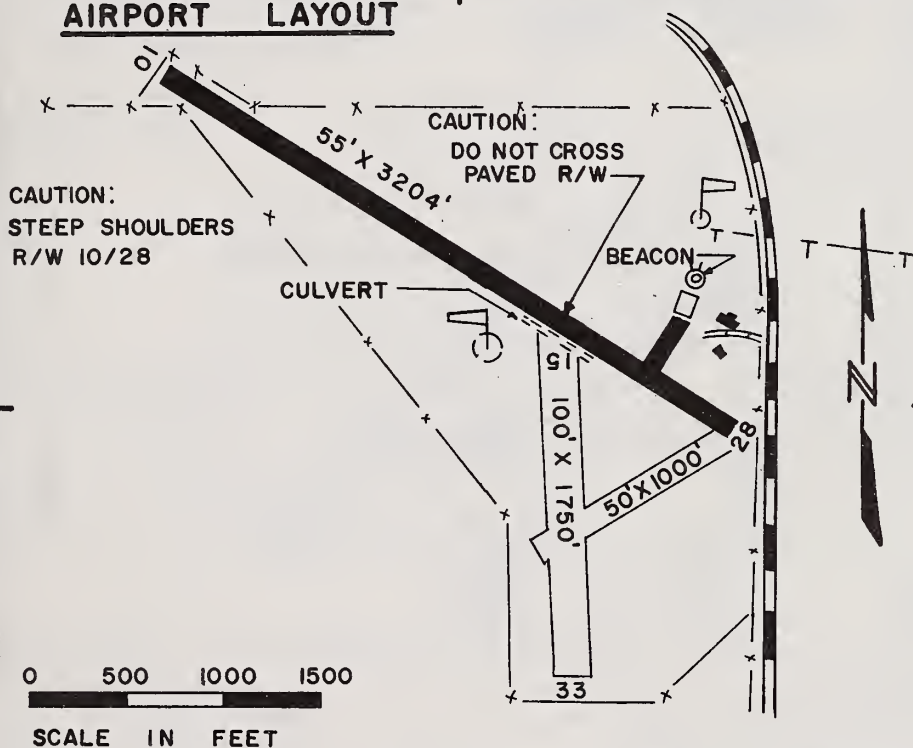 AIRPORT LAYOUT
10
55' X 3204'
CAUTION:
DO NOT CROSS
PAVED R/W
CAUTION:
STEEP SHOULDERS
R/W 10/28
T
T
T
BEACON
CULVERT
15
100' X 1750'
28
50' X 1000'
N
33
0 500 1000 1500
SCALE IN FEET